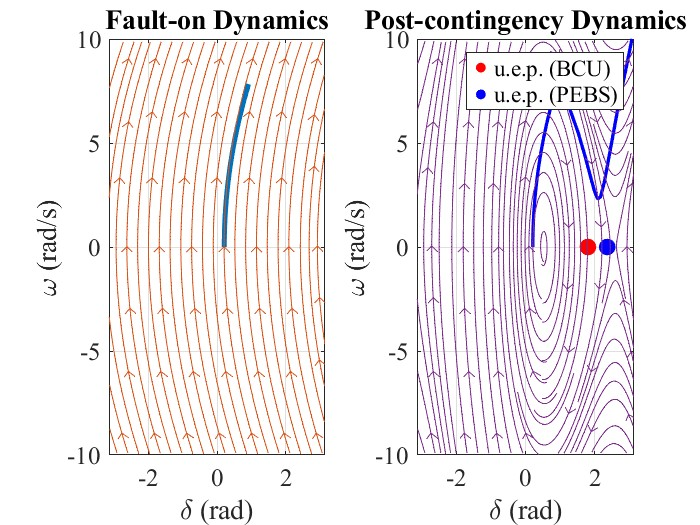 Fault-on Dynamics
10
5
0
-5
-10
-2
0
2
ω (rad/s)
δ (rad)
Post-contingency Dynamics
u.e.p. (BCU)
u.e.p. (PEBS)
10
5
0
-5
-10
-2
0
2
ω (rad/s)
δ (rad)